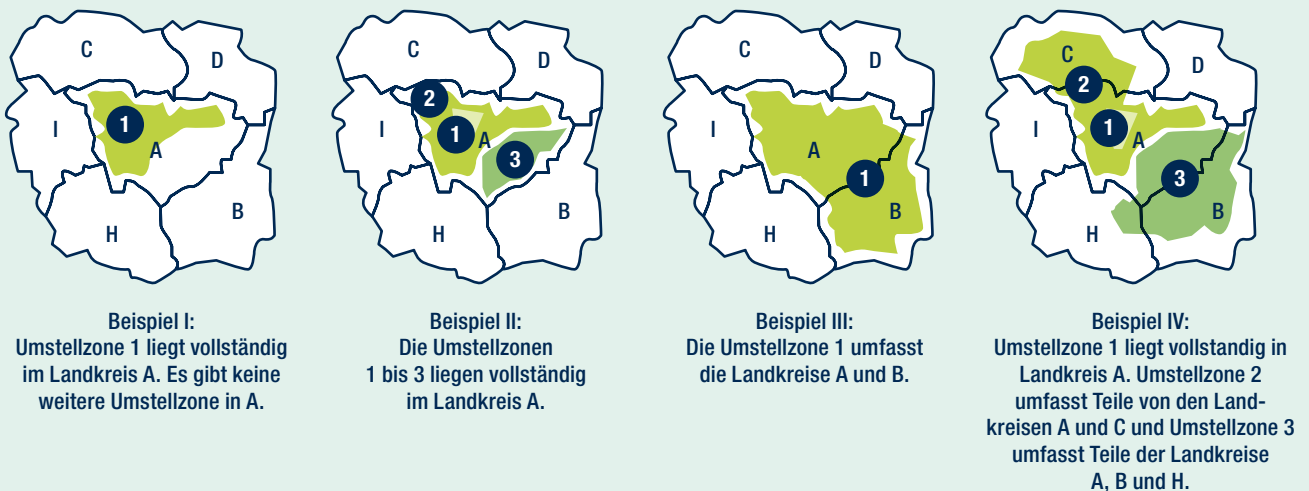 C
D
I
1
A
B
H
Beispiel I:
Umstellzone 1 liegt vollständig
im Landkreis A. Es gibt keine
weitere Umstellzone in A.
C
D
2
I
1
A
3
B
H
Beispiel II:
Die Umstellzonen
1 bis 3 liegen vollständig
im Landkreis A.
C
D
I
A
1
B
H
Beispiel III:
Die Umstellzone 1 umfasst
die Landkreise A und B.
C
D
2
I
1
A
3
B
H
Beispiel IV:
Umstellzone 1 liegt vollstandig in
Landkreis A. Umstellzone 2
umfasst Teile von den Land-
kreisen A und C und Umstellzone 3
umfasst Teile der Landkreise
A, B und H.